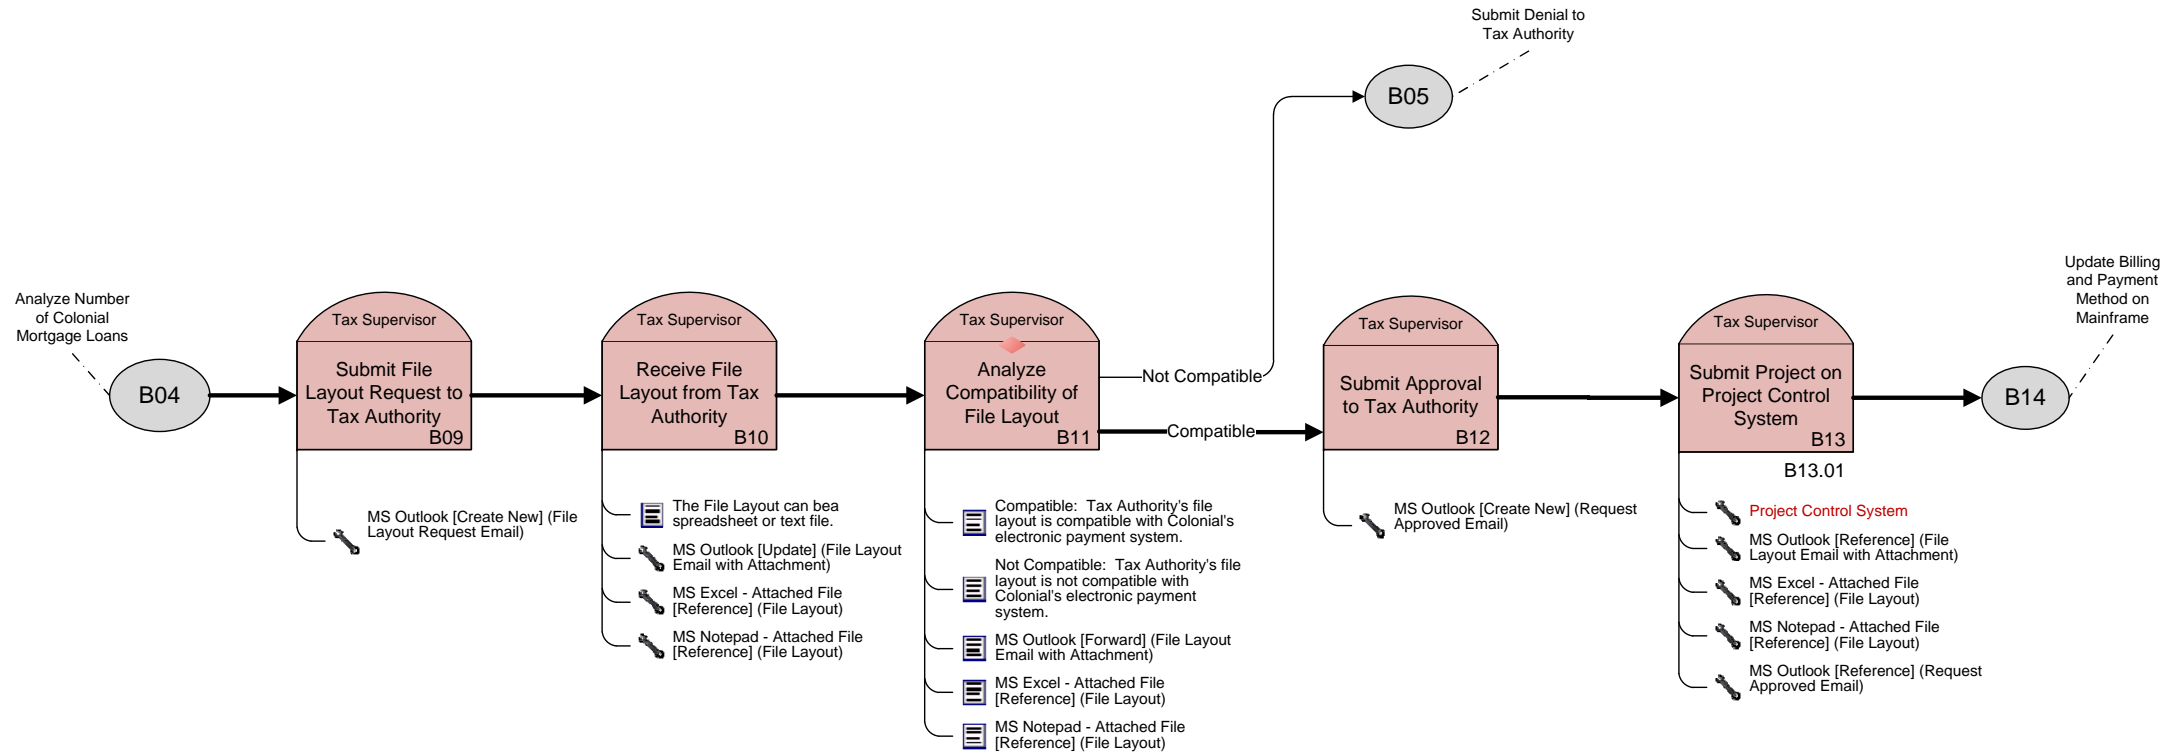 Submit Denial to
Tax Authority
B05
Analyze Number
of Colonial
Mortgage Loans
B04
Tax Supervisor
Submit File
Layout Request to
Tax Authority
B09
MS Outlook [Create New] (File
Layout Request Email)
Tax Supervisor
Receive File
Layout from Tax
Authority
B10
The File Layout can bea
spreadsheet or text file.
MS Outlook [Update] (File Layout
Email with Attachment)
MS Excel - Attached File
[Reference] (File Layout)
MS Notepad - Attached File
[Reference] (File Layout)
Tax Supervisor
Analyze
Compatibility of
File Layout
B11
Not Compatible
Compatible
Compatible:  Tax Authority's file
layout is compatible with Colonial's
electronic payment system.
Not Compatible:  Tax Authority's file
layout is not compatible with
Colonial's electronic payment
system.
MS Outlook [Forward] (File Layout
Email with Attachment)
MS Excel - Attached File
[Reference] (File Layout)
MS Notepad - Attached File
[Reference] (File Layout)
Tax Supervisor
Submit Approval
to Tax Authority
B12
MS Outlook [Create New] (Request
Approved Email)
Tax Supervisor
Submit Project on
Project Control
System
B13
B13.01
Project Control System
MS Outlook [Reference] (File
Layout Email with Attachment)
MS Excel - Attached File
[Reference] (File Layout)
MS Notepad - Attached File
[Reference] (File Layout)
MS Outlook [Reference] (Request
Approved Email)
Update Billing
and Payment
Method on
Mainframe
B14